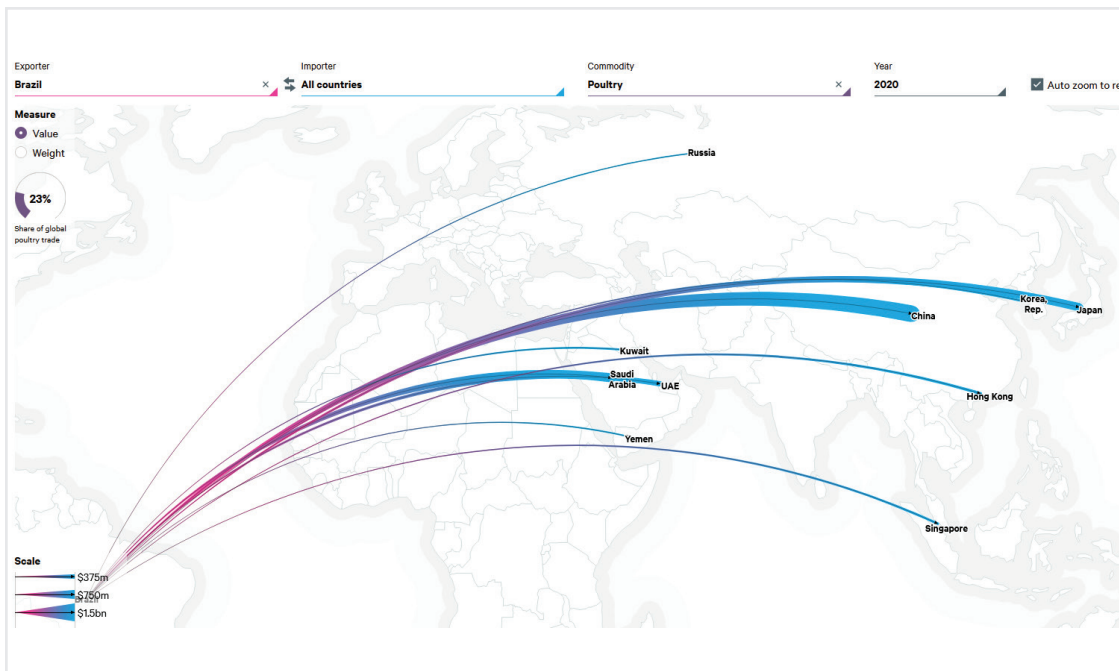 Exporter
Brazil
Importer
All countries
Commodity
Poultry
Year
2020
Auto zoom to re
Measure
Value
Weight
23%
Share of global
poultry trade
Russia
Korea,
Rep.
Japan
China
Kuwait
Saudi
Arabia
UAE
Hong Kong
Yemen
Singapore
Scale
$375m
$750m
Brazil
$1.5bn